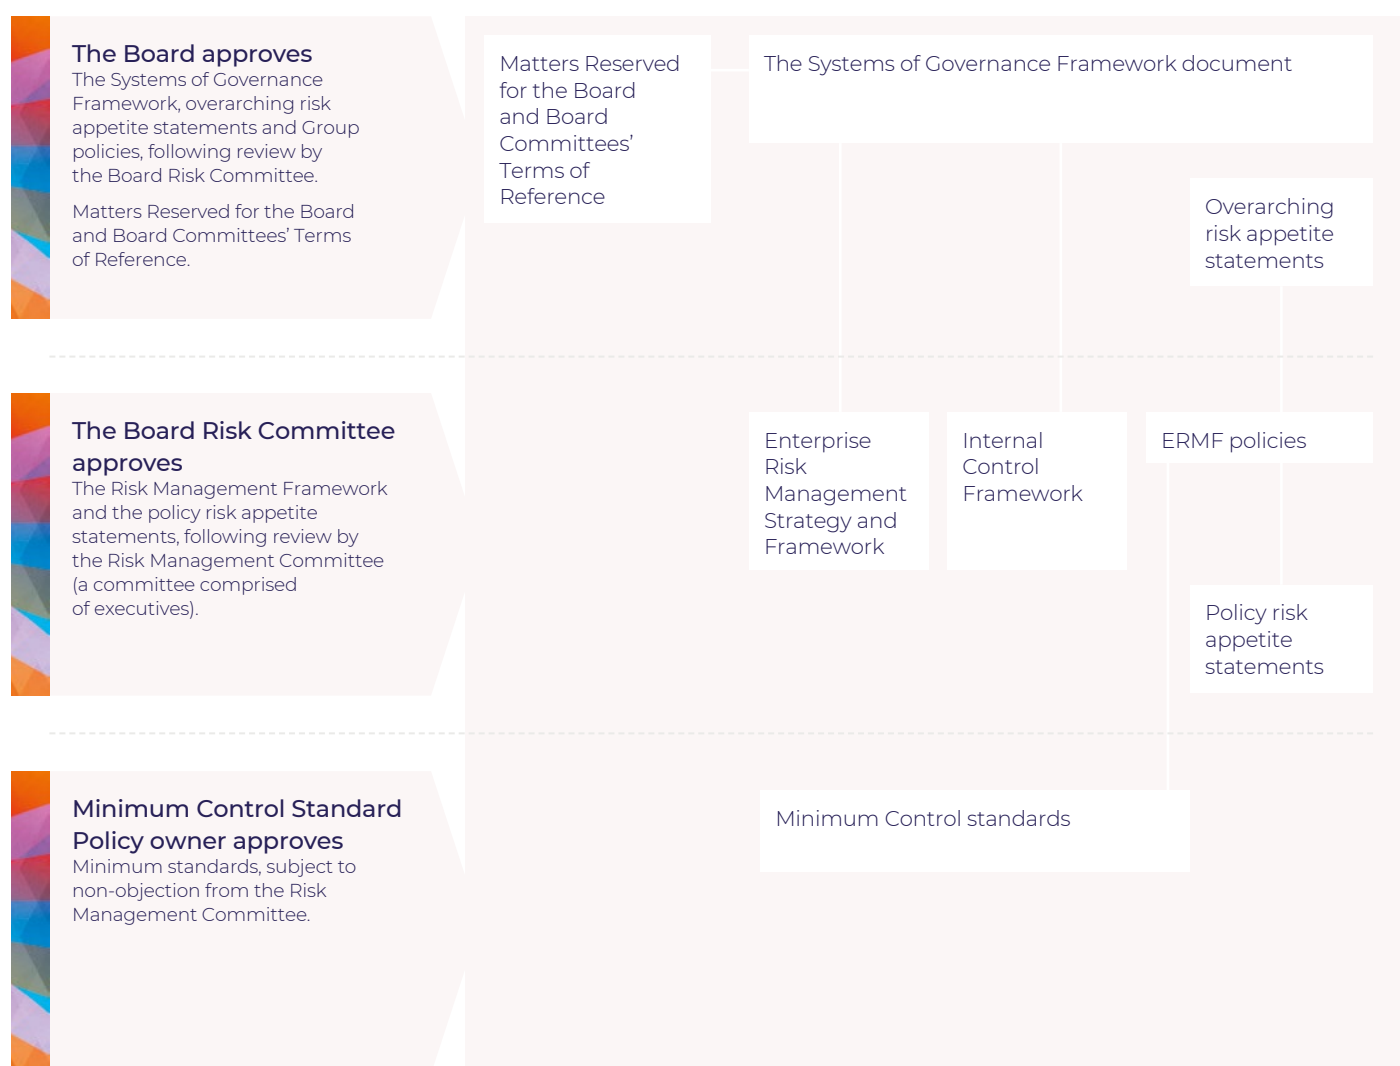 The Board approves
The Systems of Governance
Framework, overarching risk
appetite statements and Group
policies, following review by
the Board Risk Committee.
Matters Reserved for the Board
and Board Committees’ Terms
of Reference.
Matters Reserved
for the Board
and Board
Committees’
Terms of
Reference
The Systems of Governance Framework document
Overarching
risk appetite
statements
The Board Risk Committee
approves
The Risk Management Framework
and the policy risk appetite
statements, following review by
the Risk Management Committee
(a committee comprised
of executives).
Enterprise
Risk
Management
Strategy and
Framework
Internal
Control
Framework
ERMF policies
Policy risk
appetite
statements
Minimum Control Standard
Policy owner approves
Minimum standards, subject to
non-objection from the Risk
Management Committee.
Minimum Control standards